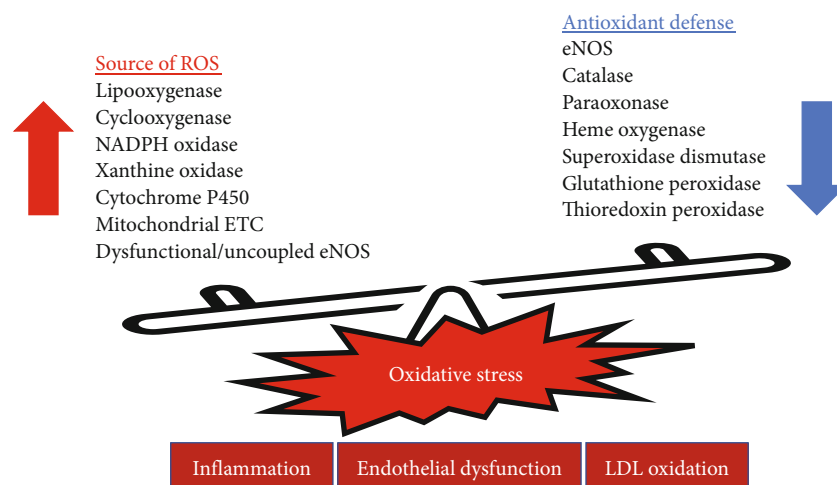 Source of ROS
Lipooxygenase
Cyclooxygenase
NADPH oxidase
Xanthine oxidase
Cytochrome P450
Mitochondrial ETC
Dysfunctional/uncoupled eNOS
Antioxidant defense
eNOS
Catalase
Paraoxonase
Heme oxygenase
Superoxidase dismutase
Glutathione peroxidase
Thioredoxin peroxidase
Oxidative stress
Inflammation
Endothelial dysfunction
LDL oxidation